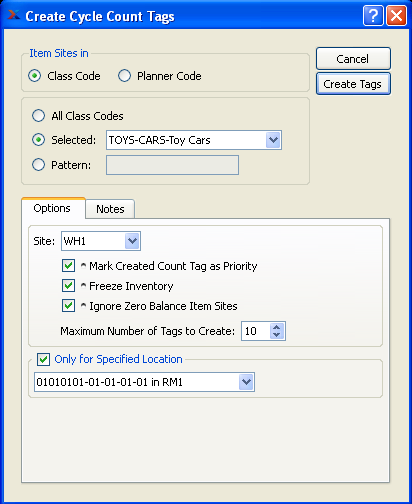 Create Cycle Count Tags
Item Sites in
Class Code
Planner Code
Cancel
Create Tags
All Class Codes
Selected:
TOYS-CARS-Toy Cars
Pattern:
Options
Notes
Site:
WH1
^ Mark Created Count Tag as Priority
^ Freeze Inventory
^ Ignore Zero Balance Item Sites
Maximum Number of Tags to Create:
10
Only for Specified Location
01010101-01-01-01-01 in RM1